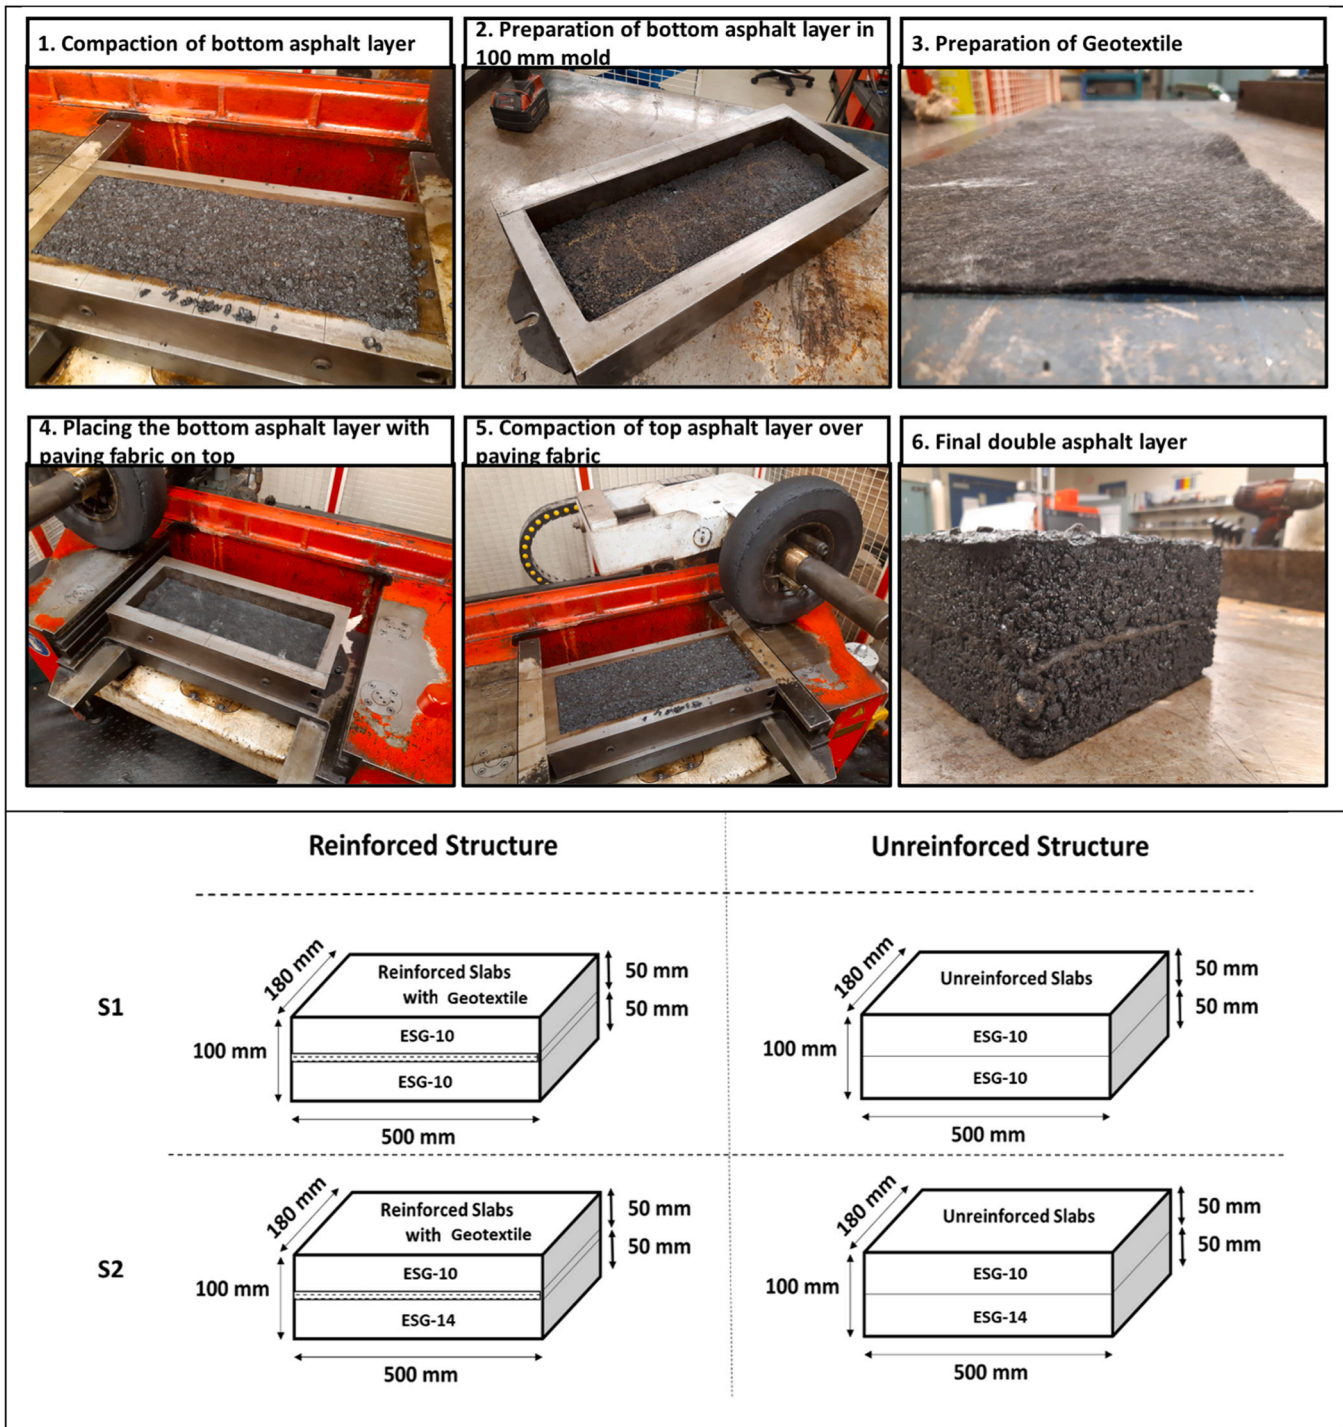 1. Compaction of bottom asphalt layer
2. Preparation of bottom asphalt layer in
100 mm mold
3. Preparation of Geotextile
4. Placing the bottom asphalt layer with
paving fabric on top
5. Compaction of top asphalt layer over
paving fabric
6. Final double asphalt layer
Reinforced Structure
Unreinforced Structure
S1
180 mm
Reinforced Slabs
with Geotextile
50 mm
50 mm
100 mm
ESG-10
ESG-10
500 mm
180 mm
Unreinforced Slabs
50 mm
50 mm
100 mm
ESG-10
ESG-10
500 mm
S2
180 mm
Reinforced Slabs
with Geotextile
50 mm
50 mm
100 mm
ESG-10
ESG-14
500 mm
180 mm
Unreinforced Slabs
50 mm
50 mm
100 mm
ESG-10
ESG-14
500 mm